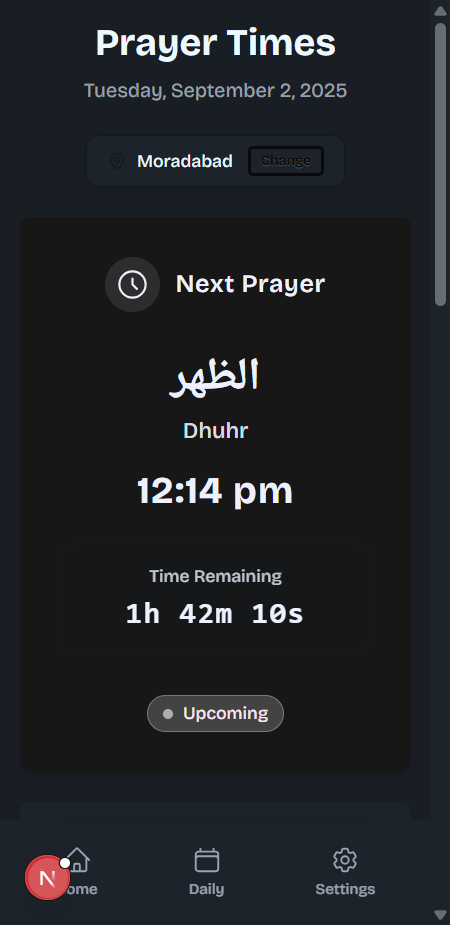 Prayer Times
Tuesday, September 2, 2025
Moradabad Change
Next Prayer
الظهر
Dhuhr
12:14 pm
Time Remaining
1h 42m 10s
Upcoming
N
ome Daily Settings